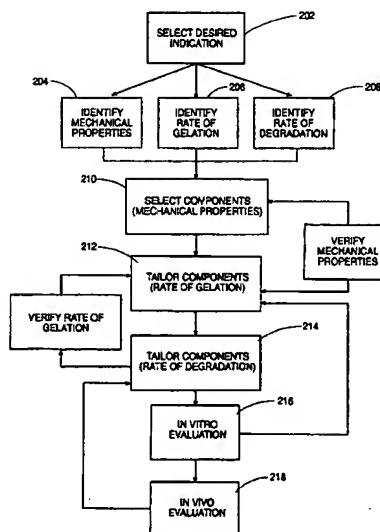 202
SELECT DESIRED
INDICATION
204
206
208
IDENTIFY
MECHANICAL
PROPERTIES
IDENTIFY
RATE OF
GELATION
IDENTIFY
RATE OF
DEGRADATION
210
SELECT COMPONENTS
(MECHANICAL PROPERTIES)
VERIFY
MECHANICAL
PROPERTIES
212
TAILOR COMPONENTS
(RATE OF GELATION)
VERIFY RATE OF
GELATION
214
TAILOR COMPONENTS
(RATE OF DEGRADATION)
216
IN VITRO
EVALUATION
218
IN VIVO
EVALUATION